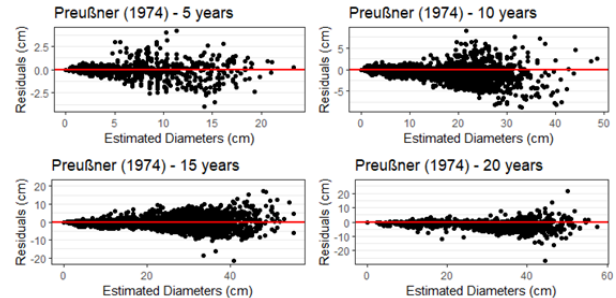 Preußner (1974) - 5 years
Residuals (cm)
2.5
0.0
-2.5
0
5
10
15
20
Estimated Diameters (cm)
Preußner (1974) - 10 years
Residuals (cm)
5
0
-5
0
10
20
30
40
50
Estimated Diameters (cm)
Preußner (1974) - 15 years
Residuals (cm)
20
10
0
-10
-20
0
20
40
Estimated Diameters (cm)
Preußner (1974) - 20 years
Residuals (cm)
20
10
0
-10
-20
0
20
40
60
Estimated Diameters (cm)